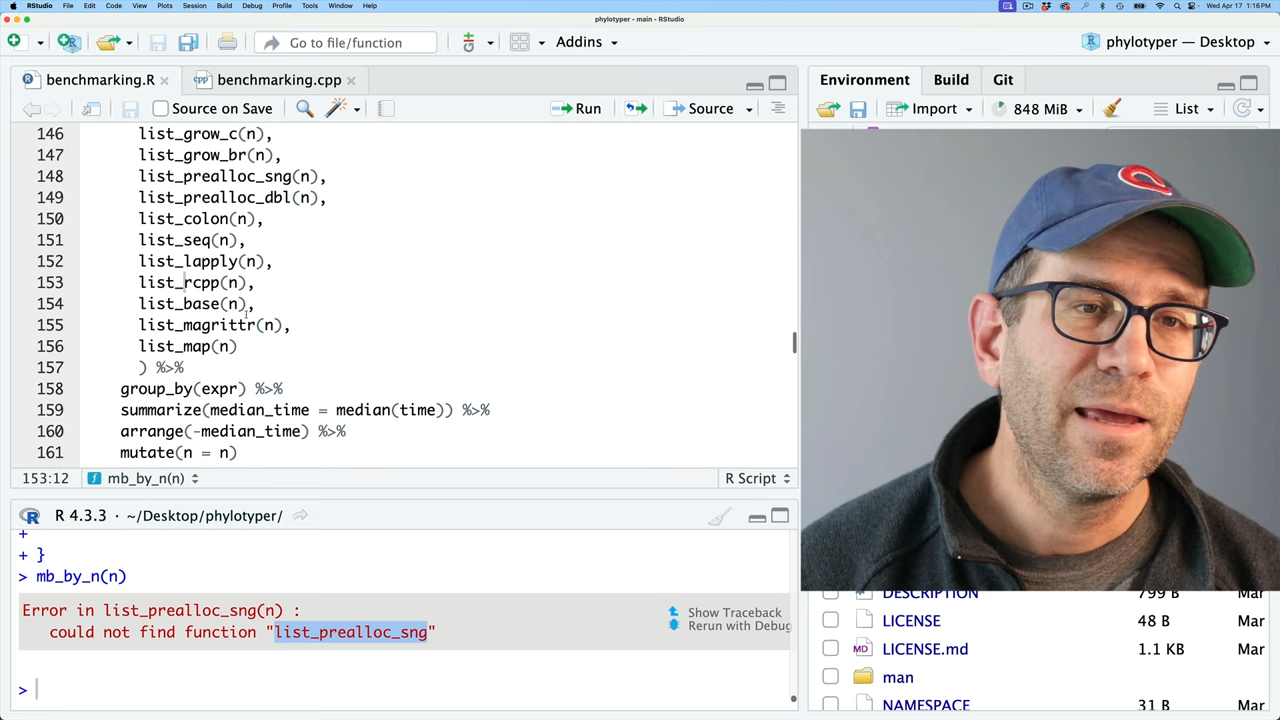 RStudio File Edit Code View Plots Session Build Debug Profile Tools Window Help Wed Apr 17 1:16PM
phylotyper - main - RStudio
Go to file/function Addins phylotyper — Desktop
benchmarking.R benchmarking.cpp
Environment Build Git
Source on Save Run Source
Import 848 MiB List
146 list_grow_c(n),
147 list_grow_br(n),
148 list_prealloc_sng(n),
149 list_prealloc_dbl(n),
150 list_colon(n),
151 list_seq(n),
152 list_lapply(n),
153 list_rcpp(n),
154 list_base(n),
155 list_magrittr(n),
156 list_map(n)
157 ) %>%
158 group_by(expr) %>%
159 summarize(median_time = median(time)) %>%
160 arrange(-median_time) %>%
161 mutate(n = n)
153:12 mb_by_n(n) R Script
R 4.3.3 · ~/Desktop/phylotyper/
+
+ }
> mb_by_n(n)
Error in list_prealloc_sng(n) :
could not find function "list_prealloc_sng"
Show Traceback
Rerun with Debug
>
DESCRIPTION 799 B Mar
LICENSE 48 B Mar
LICENSE.md 1.1 KB Mar
man
NAMESPACE 31 B Mar